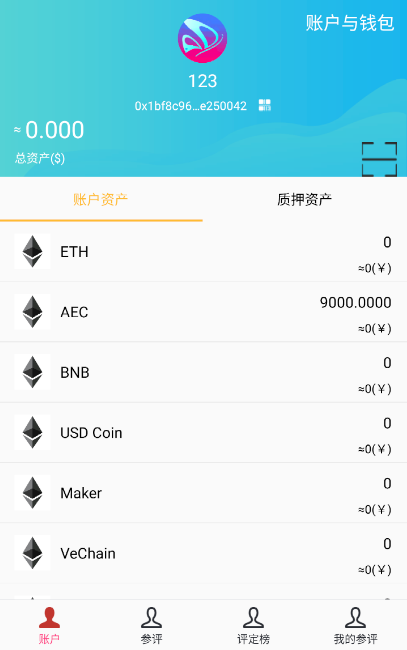 账户与钱包
123
0x1bf8c96...e250042
≈0.000
总资产($)
账户资产
质押资产
ETH
0
≈0(￥)
AEC
9000.0000
≈0(￥)
BNB
0
≈0(￥)
USD Coin
0
≈0(￥)
Maker
0
≈0(￥)
VeChain
0
≈0(￥)
账户
参评
评定榜
我的参评